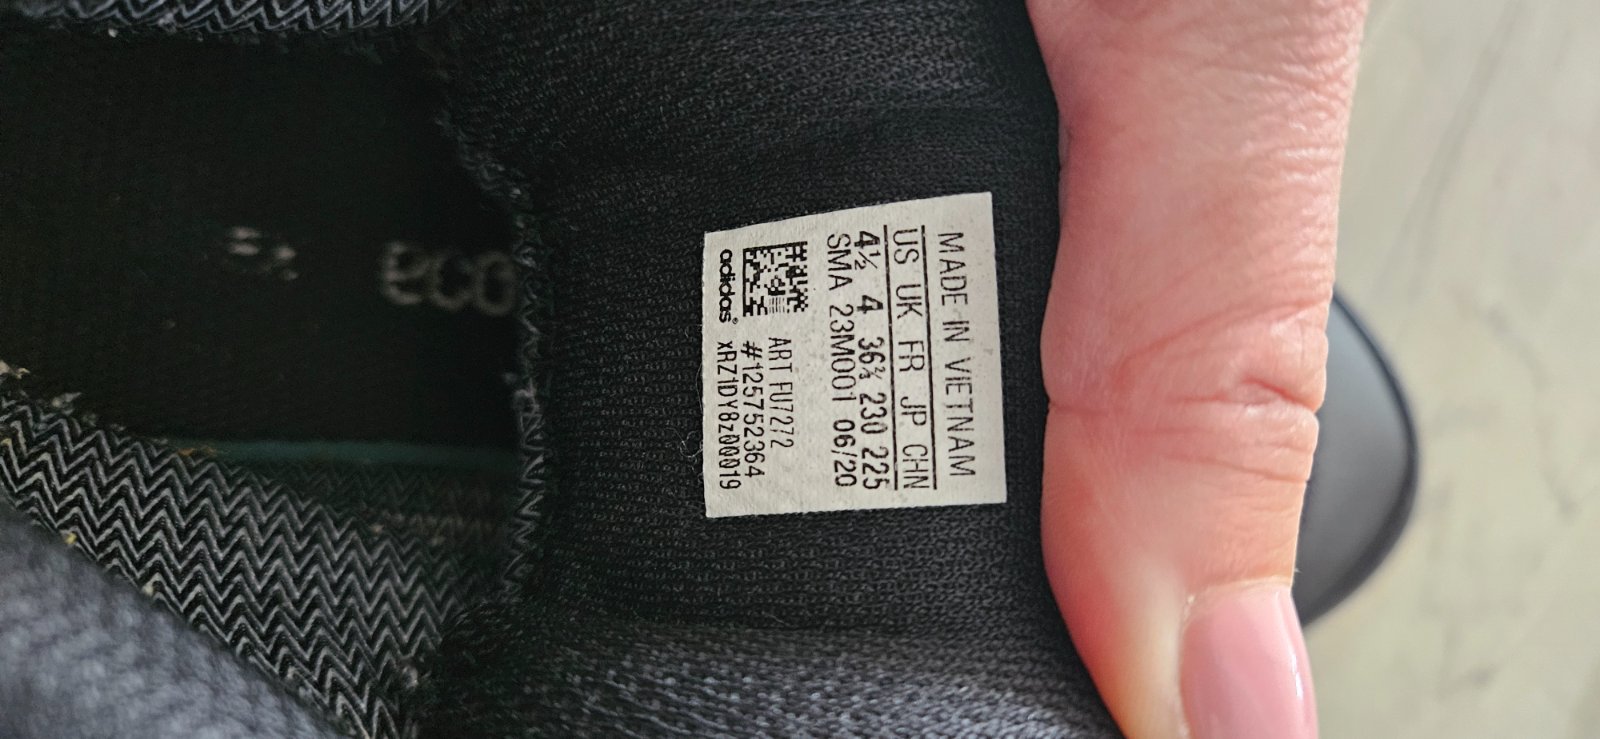 MADE IN VIETNAM
US UK FR JP CHN
4½ 4 36⅔ 230 225
SMA 23M001 06/20
ART FU7272
#125752364
xRZ1DY8z00019
adidas®
eco